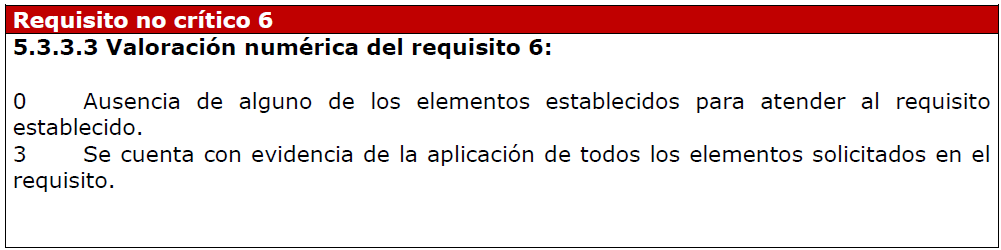 Requisito no crítico 6
5.3.3.3 Valoración numérica del requisito 6:
0 Ausencia de alguno de los elementos establecidos para atender al requisito
establecido.
3 Se cuenta con evidencia de la aplicación de todos los elementos solicitados en el
requisito.